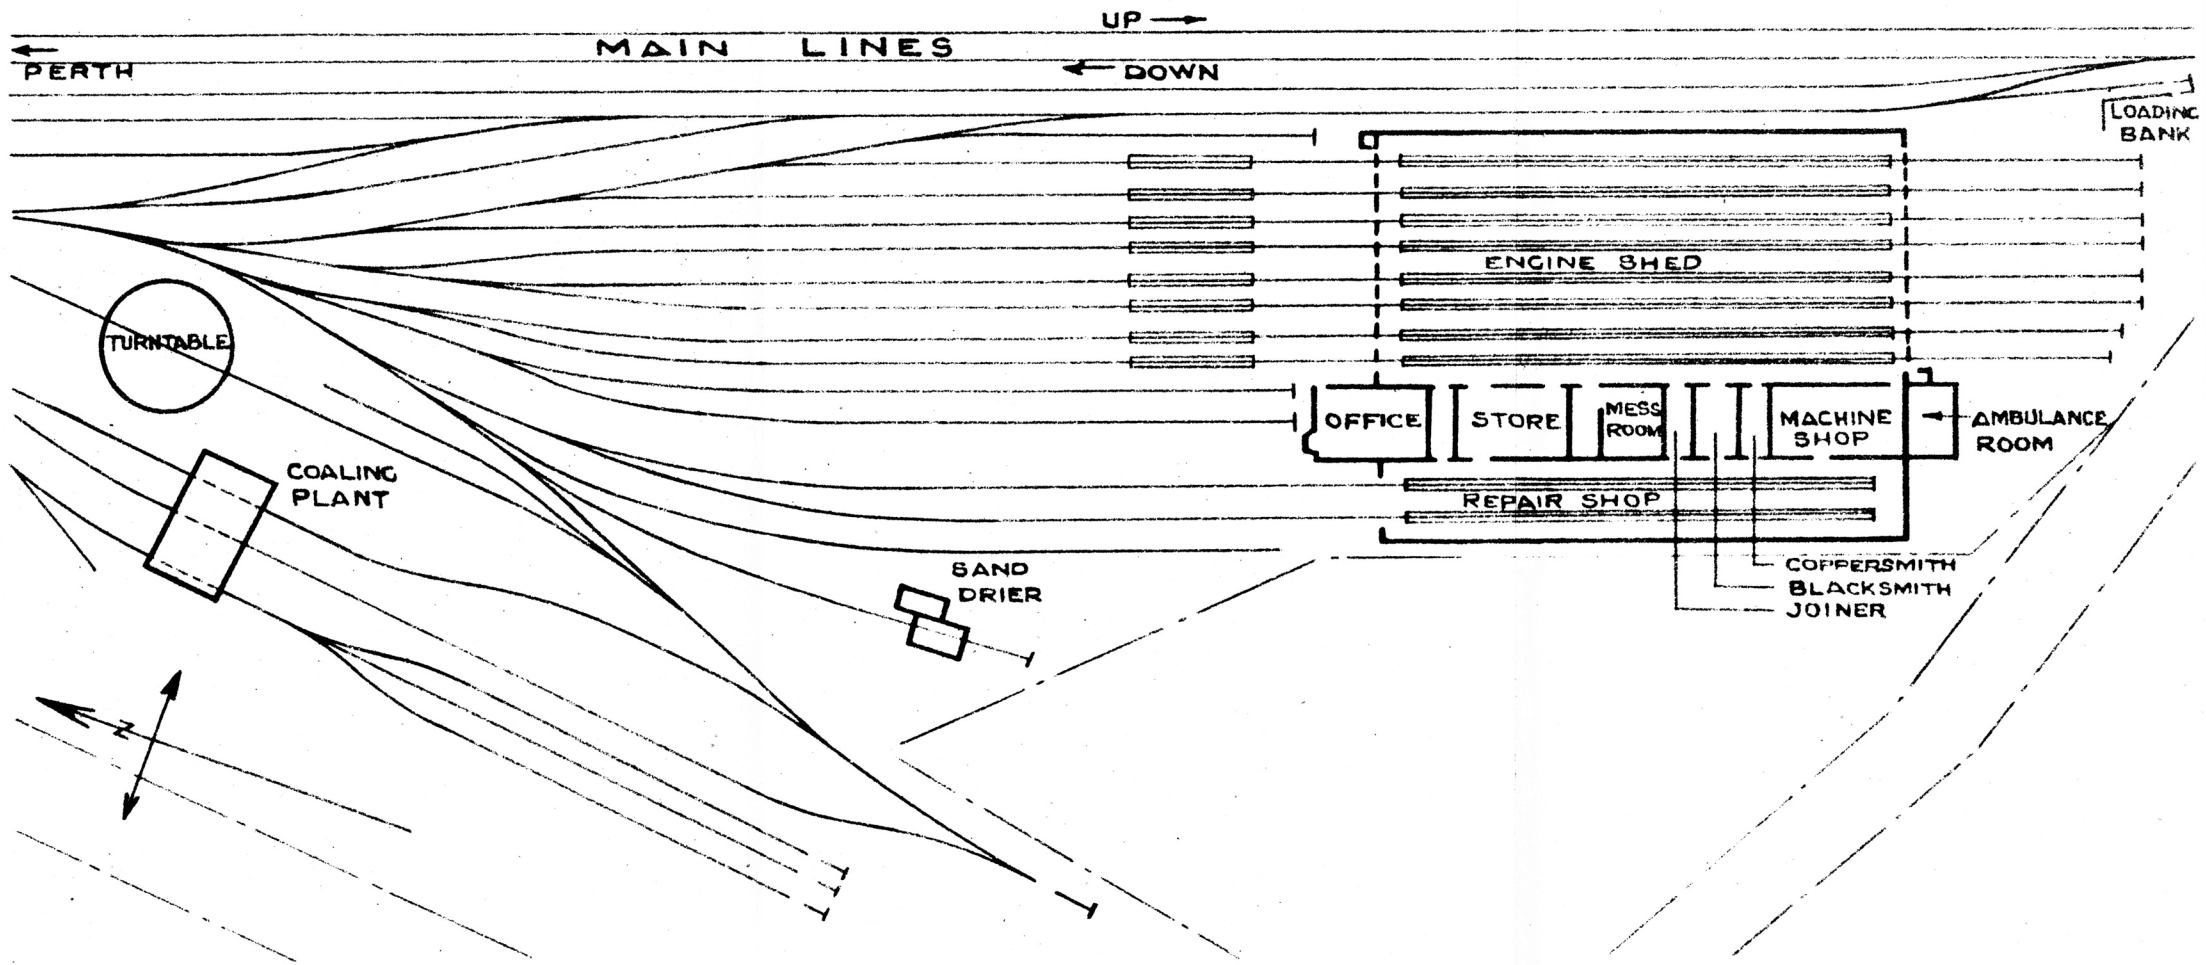 UP
MAIN LINES
PERTH
DOWN
LOADING
BANK
ENGINE SHED
TURNTABLE
OFFICE
STORE
MESS
ROOM
MACHINE
SHOP
AMBULANCE
ROOM
COALING
PLANT
REPAIR SHOP
SAND
DRIER
COPPERSMITH
BLACKSMITH
JOINER
N